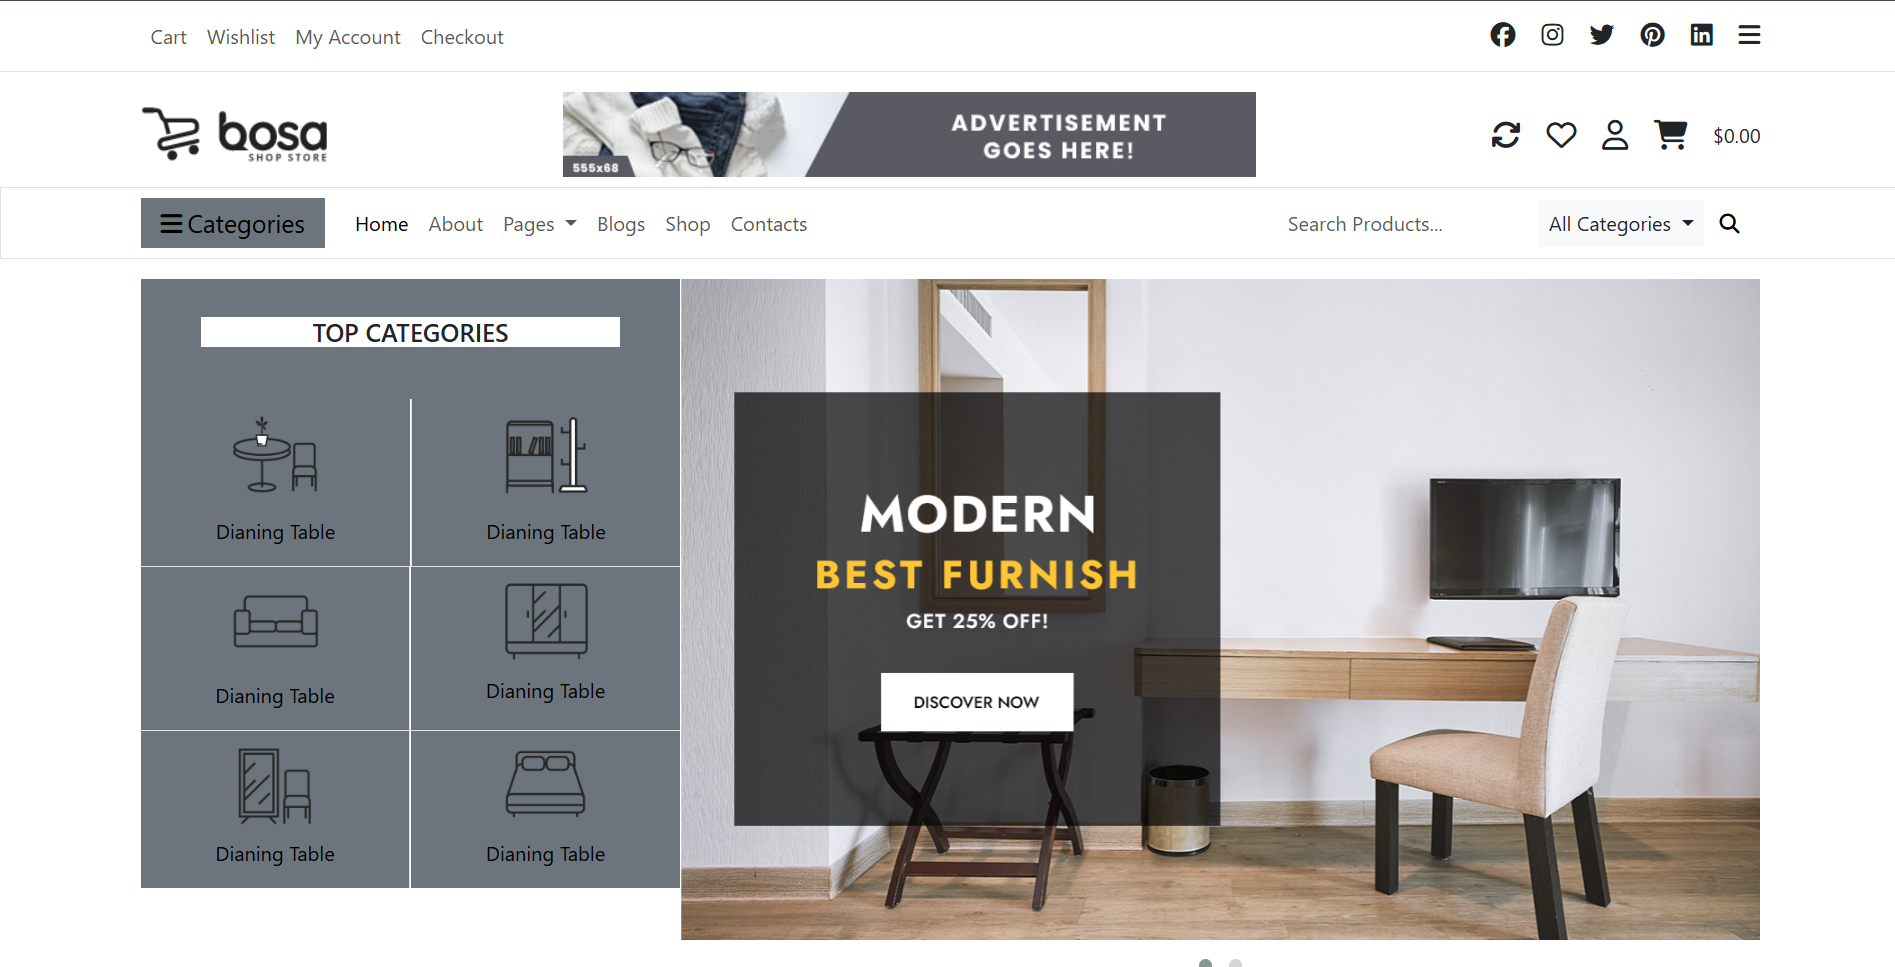 Cart Wishlist My Account Checkout
bosa
SHOP STORE
ADVERTISEMENT
GOES HERE!
555x68
$0.00
Categories Home About Pages Blogs Shop Contacts Search Products... All Categories
TOP CATEGORIES
Dianing Table Dianing Table
Dianing Table Dianing Table
Dianing Table Dianing Table
MODERN
BEST FURNISH
GET 25% OFF!
DISCOVER NOW